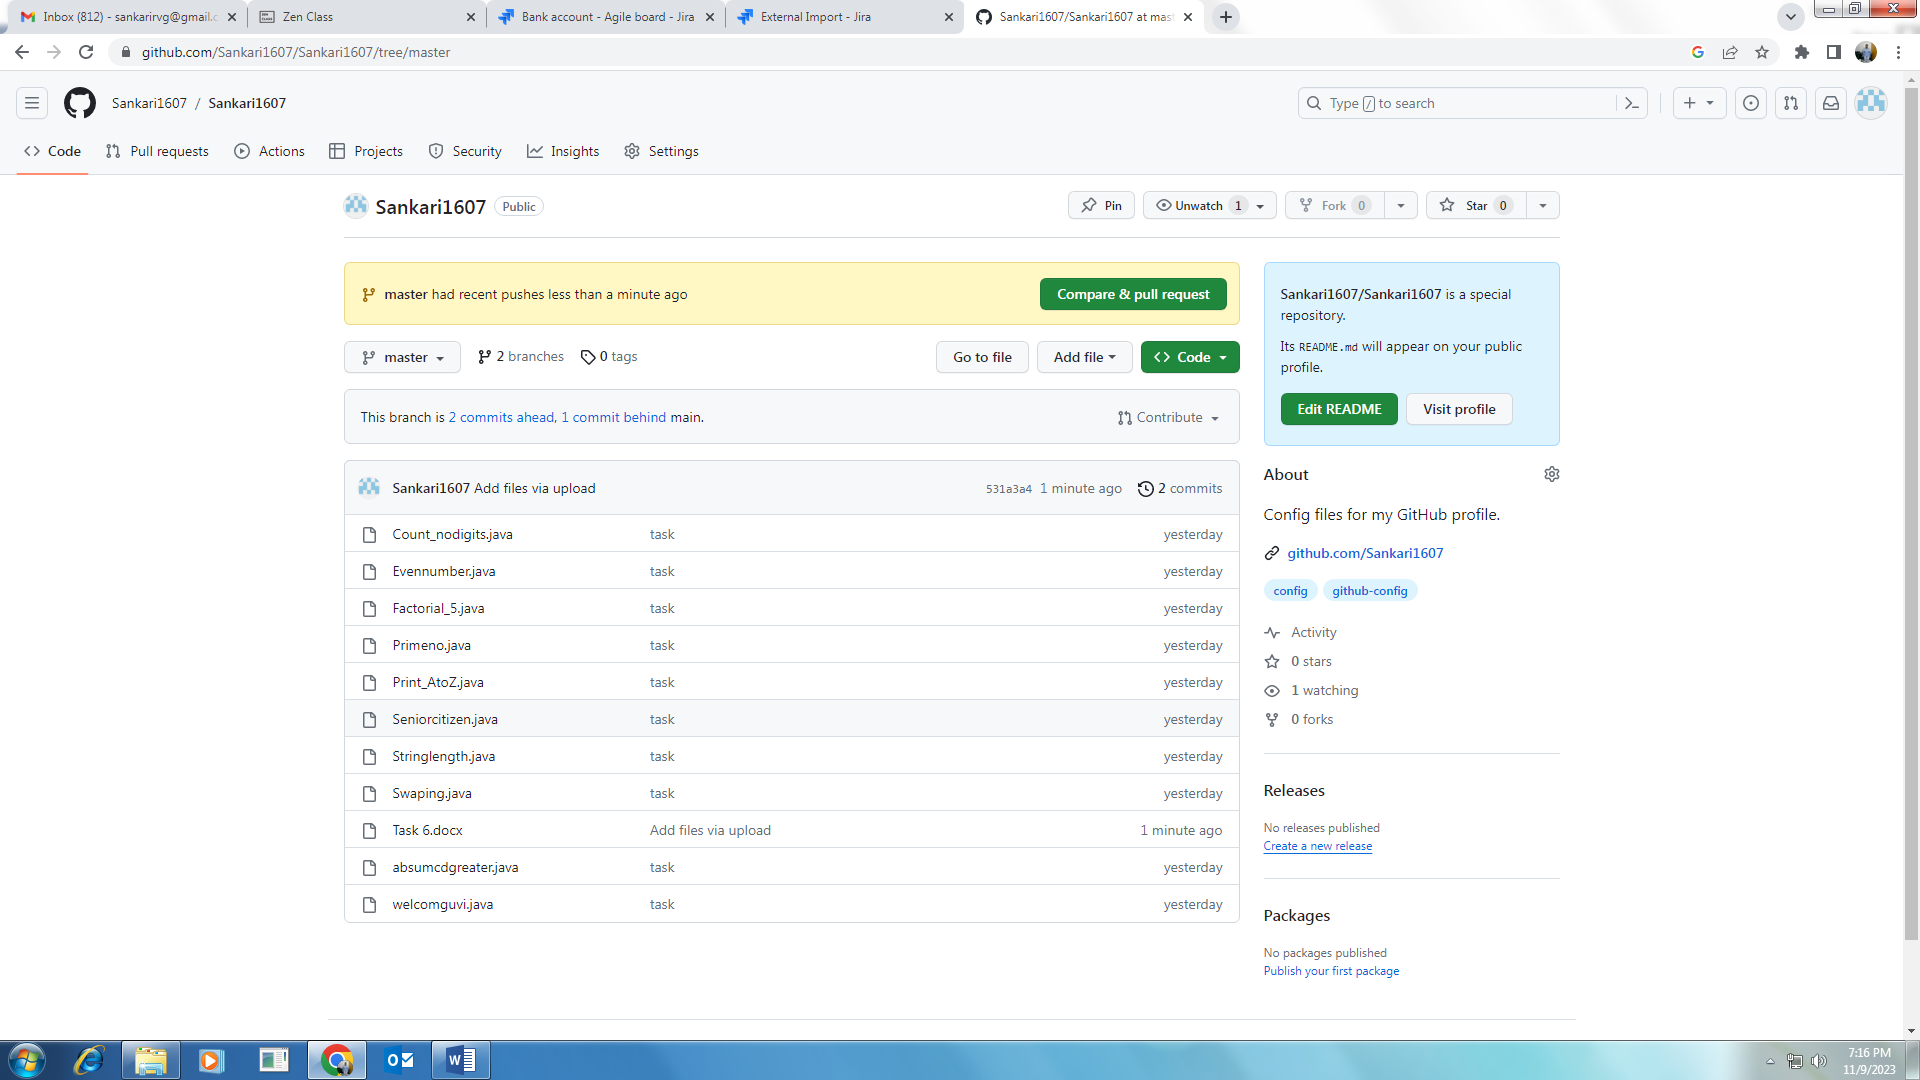 Inbox (812) - sankarirvg@gmail.c
Zen Class
Bank account - Agile board - Jira
External Import - Jira
Sankari1607/Sankari1607 at mast
github.com/Sankari1607/Sankari1607/tree/master
Sankari1607 / Sankari1607
Type / to search
Code
Pull requests
Actions
Projects
Security
Insights
Settings
Sankari1607 Public
Pin
Unwatch 1
Fork 0
Star 0
master had recent pushes less than a minute ago
Compare & pull request
master
2 branches
0 tags
Go to file
Add file
Code
This branch is 2 commits ahead, 1 commit behind main.
Contribute
Sankari1607 Add files via upload 531a3a4 1 minute ago 2 commits
Count_nodigits.java task yesterday
Evennumber.java task yesterday
Factorial_5.java task yesterday
Primeno.java task yesterday
Print_AtoZ.java task yesterday
Seniorcitizen.java task yesterday
Stringlength.java task yesterday
Swaping.java task yesterday
Task 6.docx Add files via upload 1 minute ago
absumcdgreater.java task yesterday
welcomguvi.java task yesterday
Sankari1607/Sankari1607 is a special
repository.
Its README.md will appear on your public
profile.
Edit README
Visit profile
About
Config files for my GitHub profile.
github.com/Sankari1607
config
github-config
Activity
0 stars
1 watching
0 forks
Releases
No releases published
Create a new release
Packages
No packages published
Publish your first package
7:16 PM
11/9/2023